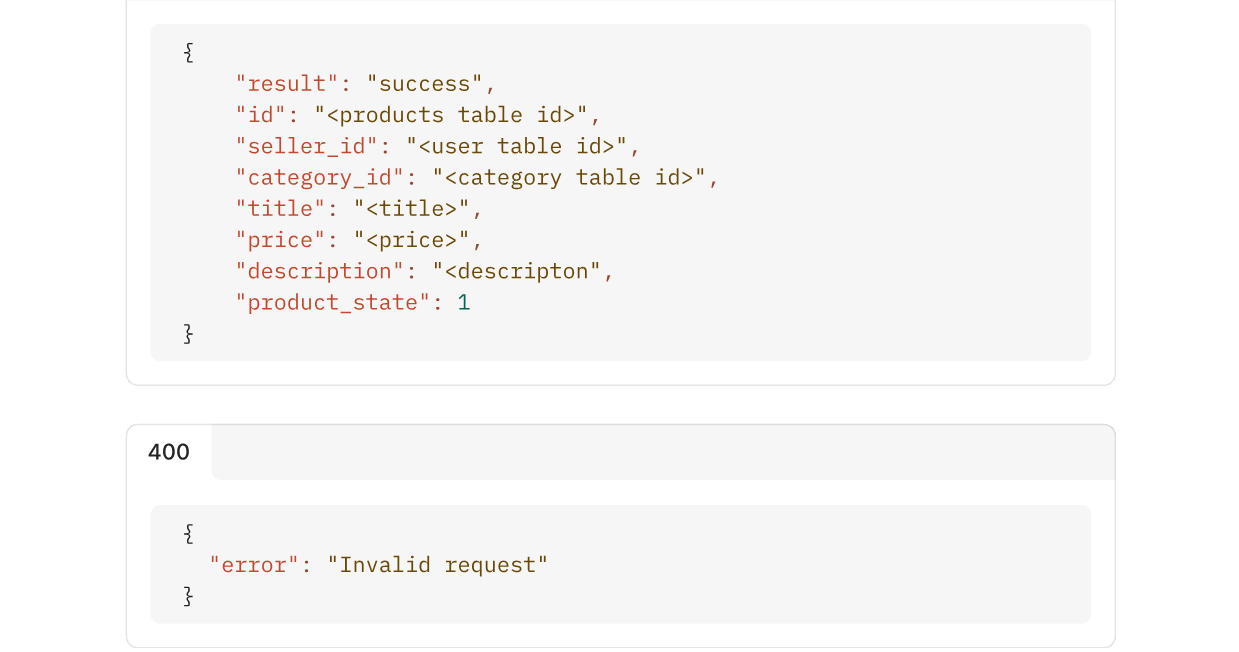 {
    "result": "success",
    "id": "<products table id>",
    "seller_id": "<user table id>",
    "category_id": "<category table id>",
    "title": "<title>",
    "price": "<price>",
    "description": "<descripton",
    "product_state": 1
}
400
{
  "error": "Invalid request"
}